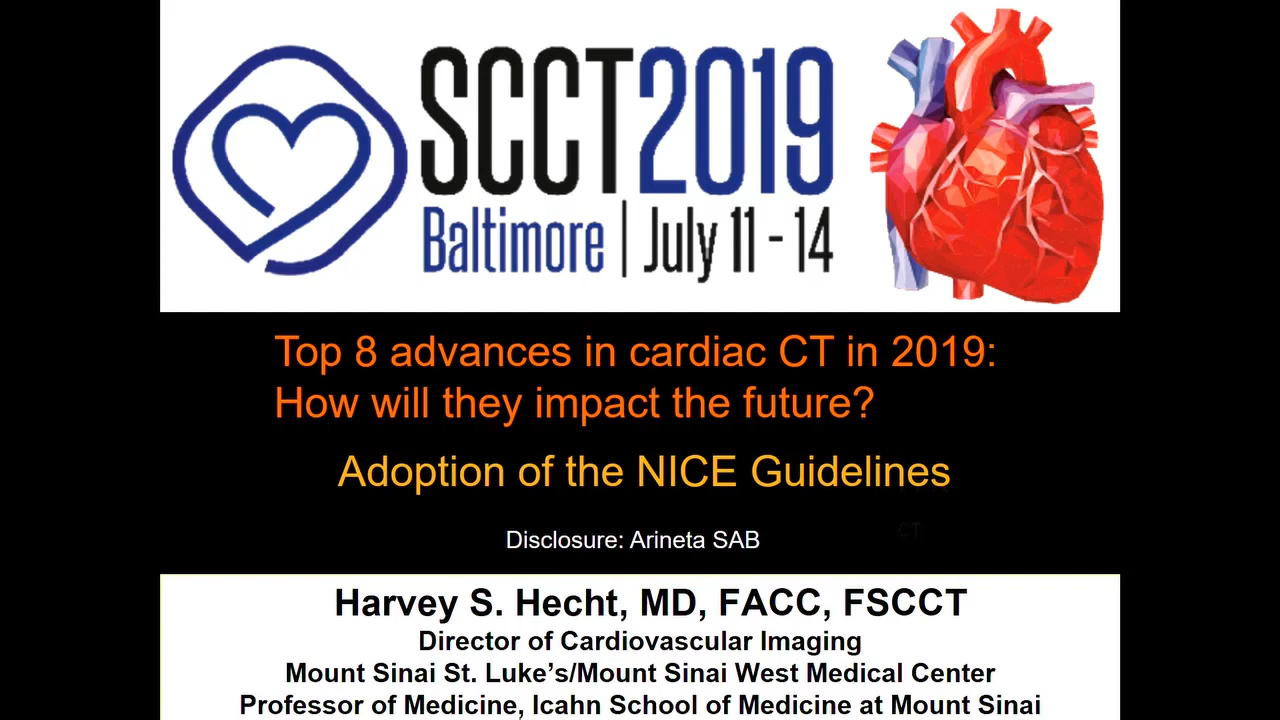 SCCT2019
Baltimore | July 11 - 14
Top 8 advances in cardiac CT in 2019:
How will they impact the future?
Adoption of the NICE Guidelines
CT
Disclosure: Arineta SAB
Harvey S. Hecht, MD, FACC, FSCCT
Director of Cardiovascular Imaging
Mount Sinai St. Luke's/Mount Sinai West Medical Center
Professor of Medicine, Icahn School of Medicine at Mount Sinai